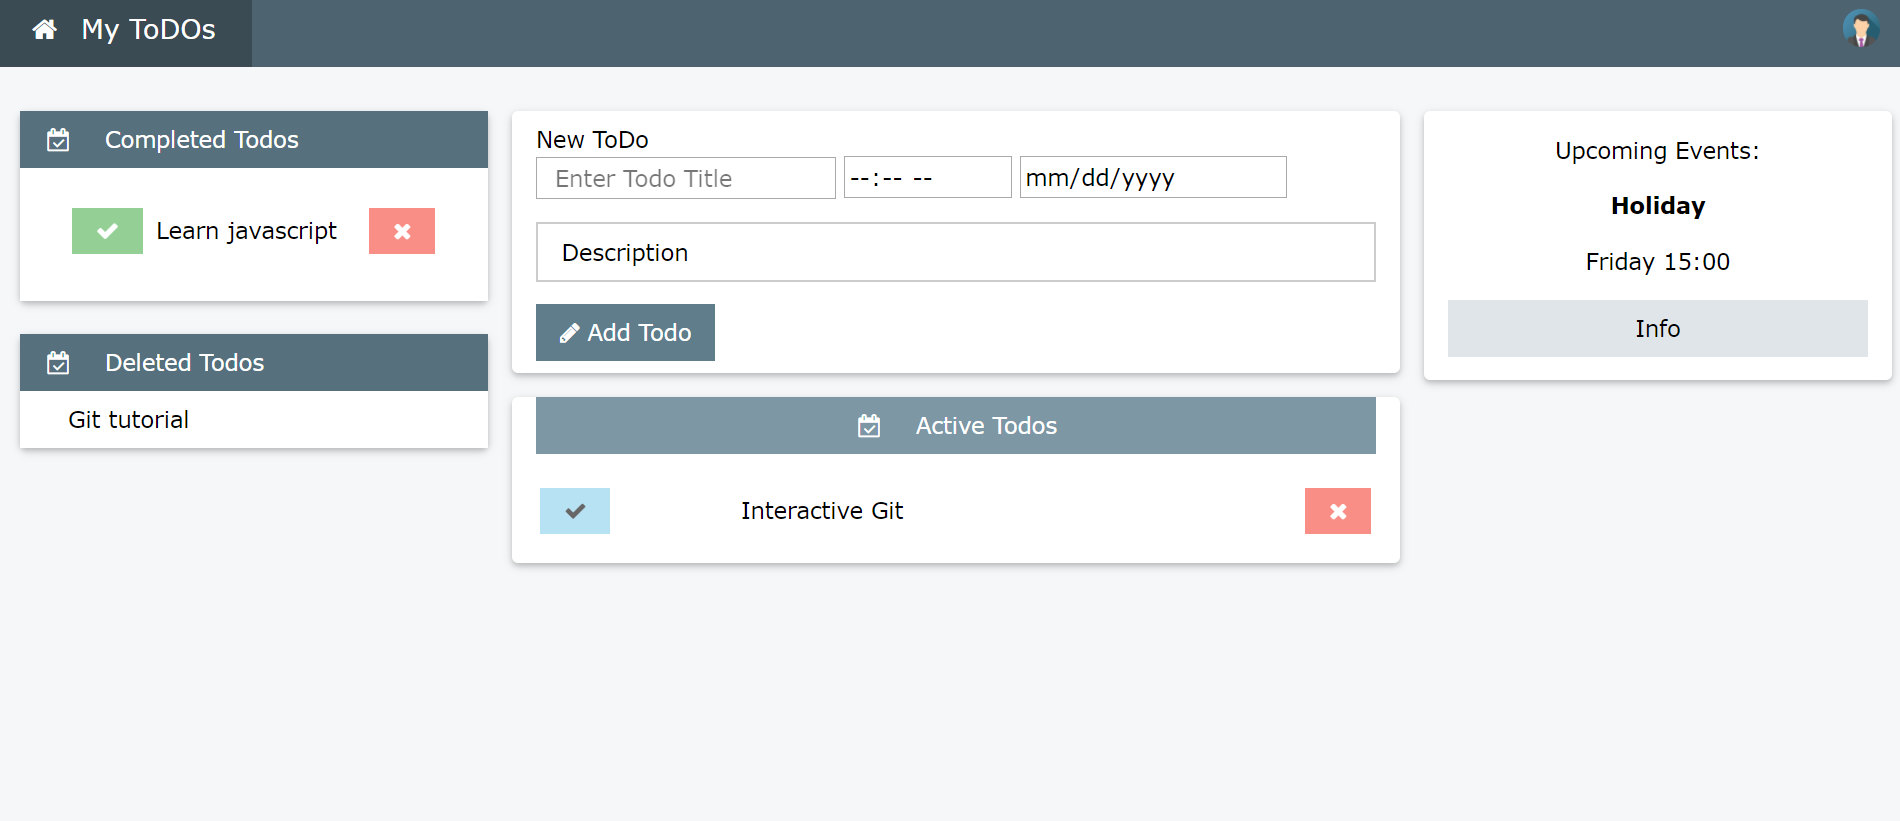 My ToDOs
Completed Todos
Learn javascript
Deleted Todos
Git tutorial
New ToDo
Enter Todo Title
--:-- --
mm/dd/yyyy
Description
Add Todo
Active Todos
Interactive Git
Upcoming Events:
Holiday
Friday 15:00
Info